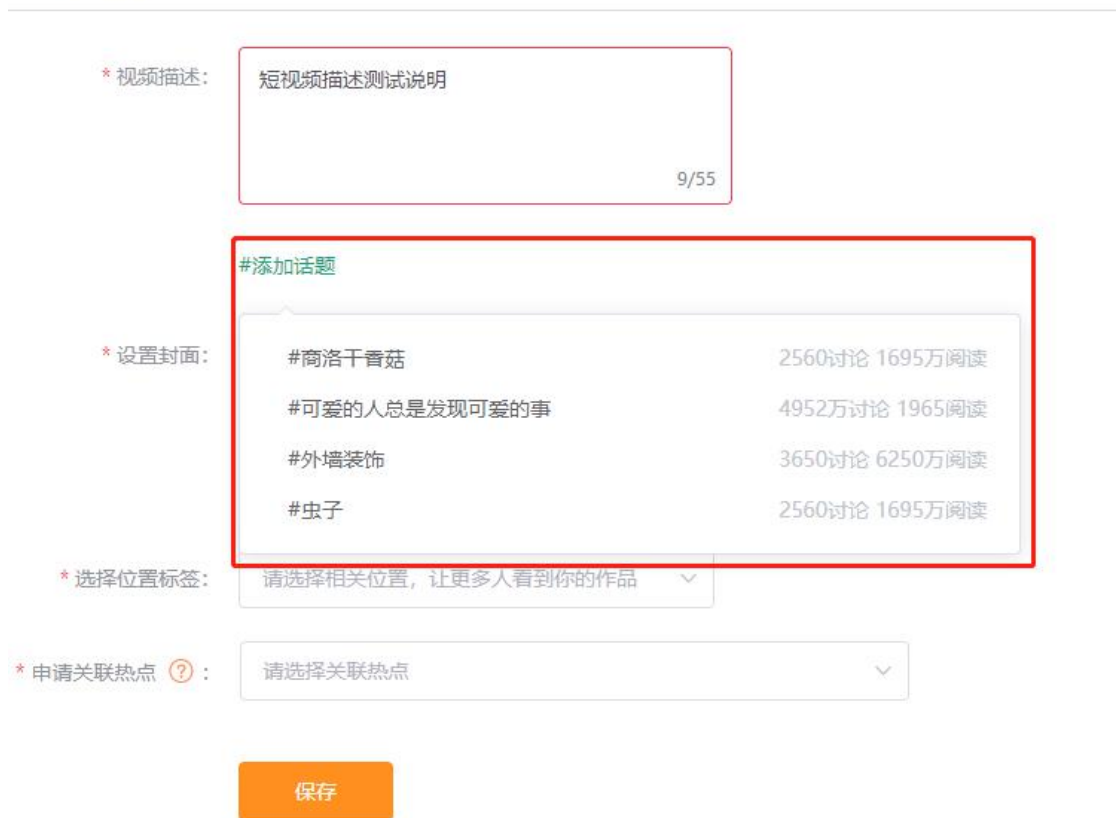 * 视频描述：
短视频描述测试说明
9/55
#添加话题
* 设置封面：
#商洛干香菇 2560讨论 1695万阅读
#可爱的人总是发现可爱的事 4952万讨论 1965阅读
#外墙装饰 3650讨论 6250万阅读
#虫子 2560讨论 1695万阅读
* 选择位置标签： 请选择相关位置，让更多人看到你的作品
* 申请关联热点 ? ： 请选择关联热点
保存